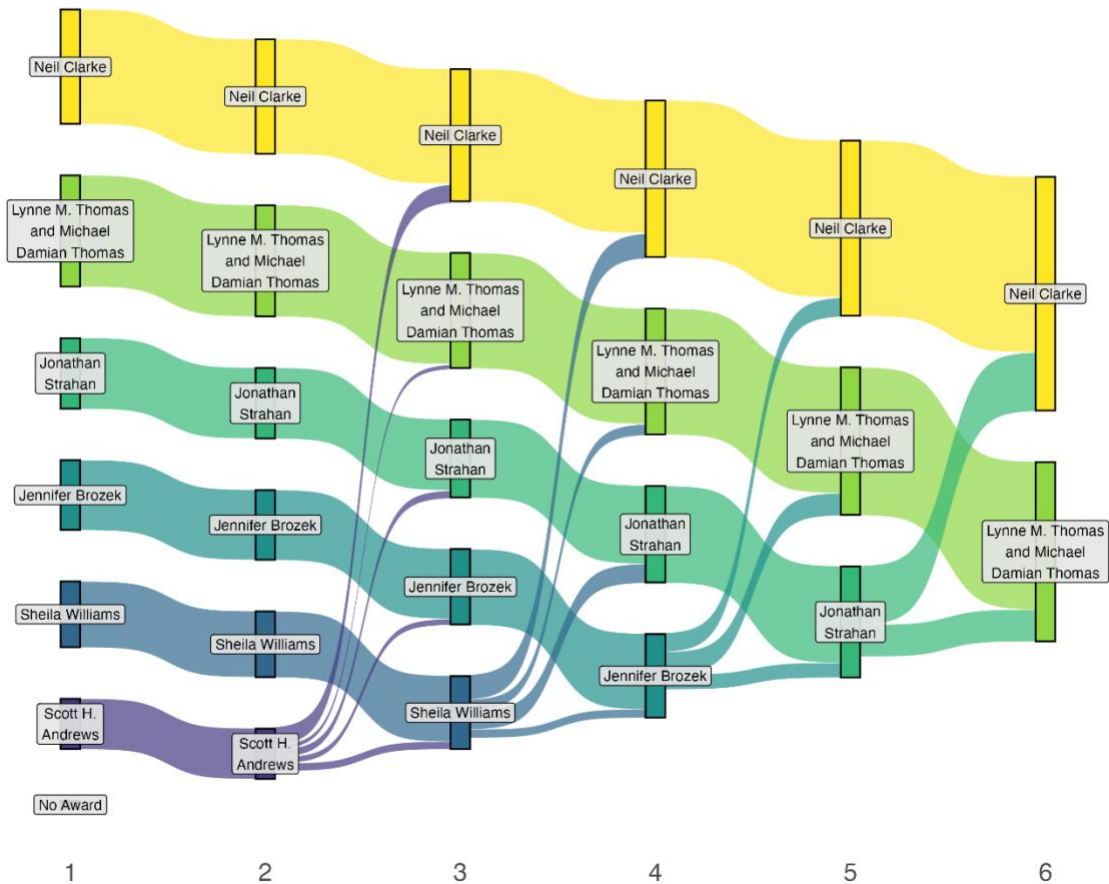 Neil Clarke
Lynne M. Thomas
and Michael
Damian Thomas
Jonathan
Strahan
Jennifer Brozek
Sheila Williams
Scott H.
Andrews
No Award
Neil Clarke
Lynne M. Thomas
and Michael
Damian Thomas
Jonathan
Strahan
Jennifer Brozek
Sheila Williams
Scott H.
Andrews
Neil Clarke
Lynne M. Thomas
and Michael
Damian Thomas
Jonathan
Strahan
Jennifer Brozek
Sheila Williams
Neil Clarke
Lynne M. Thomas
and Michael
Damian Thomas
Jonathan
Strahan
Jennifer Brozek
Neil Clarke
Lynne M. Thomas
and Michael
Damian Thomas
Jonathan
Strahan
Neil Clarke
Lynne M. Thomas
and Michael
Damian Thomas
1 2 3 4 5 6